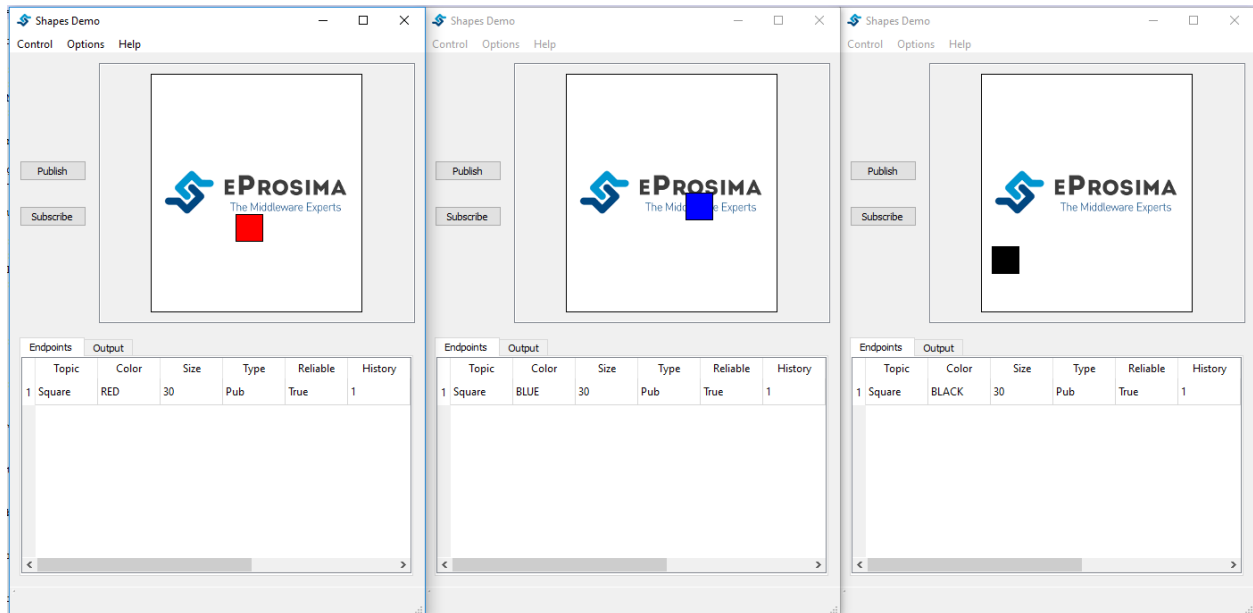 Shapes Demo
Control Options Help
Publish
Subscribe
EPROSIMA
The Middleware Experts
Endpoints Output
Topic Color Size Type Reliable History
1 Square RED 30 Pub True 1
Shapes Demo
Control Options Help
Publish
Subscribe
EPROSIMA
The Midd e Experts
Endpoints Output
Topic Color Size Type Reliable History
1 Square BLUE 30 Pub True 1
Shapes Demo
Control Options Help
Publish
Subscribe
EPROSIMA
The Middleware Experts
Endpoints Output
Topic Color Size Type Reliable History
1 Square BLACK 30 Pub True 1